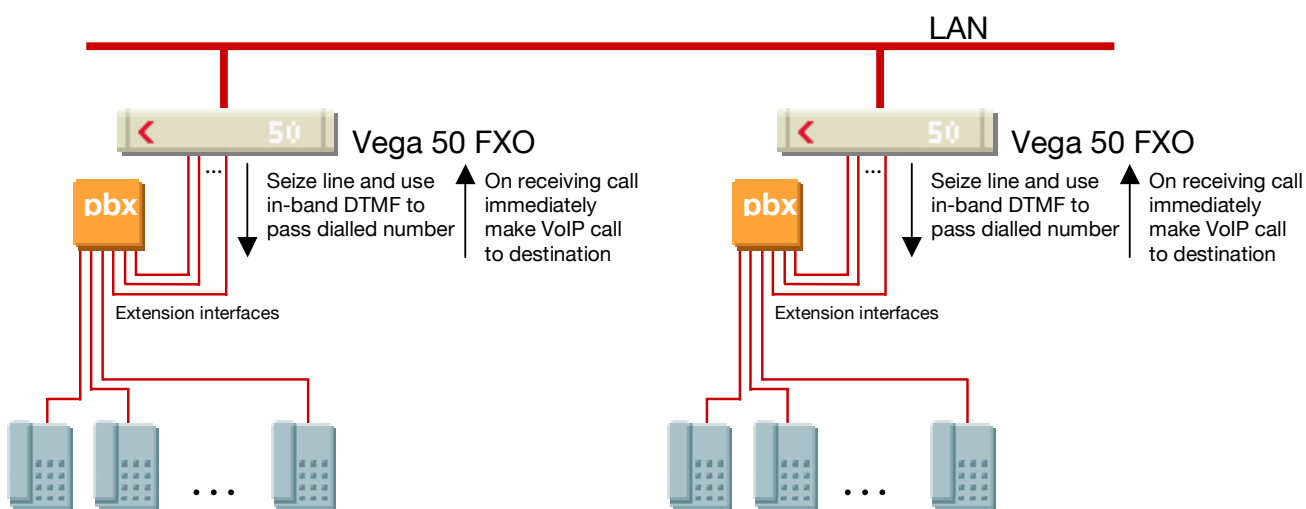 LAN
50
Vega 50 FXO
...
pbx
Seize line and use
in-band DTMF to
pass dialled number
On receiving call
immediately
make VoIP call
to destination
Extension interfaces
...
50
Vega 50 FXO
...
pbx
Seize line and use
in-band DTMF to
pass dialled number
On receiving call
immediately
make VoIP call
to destination
Extension interfaces
...